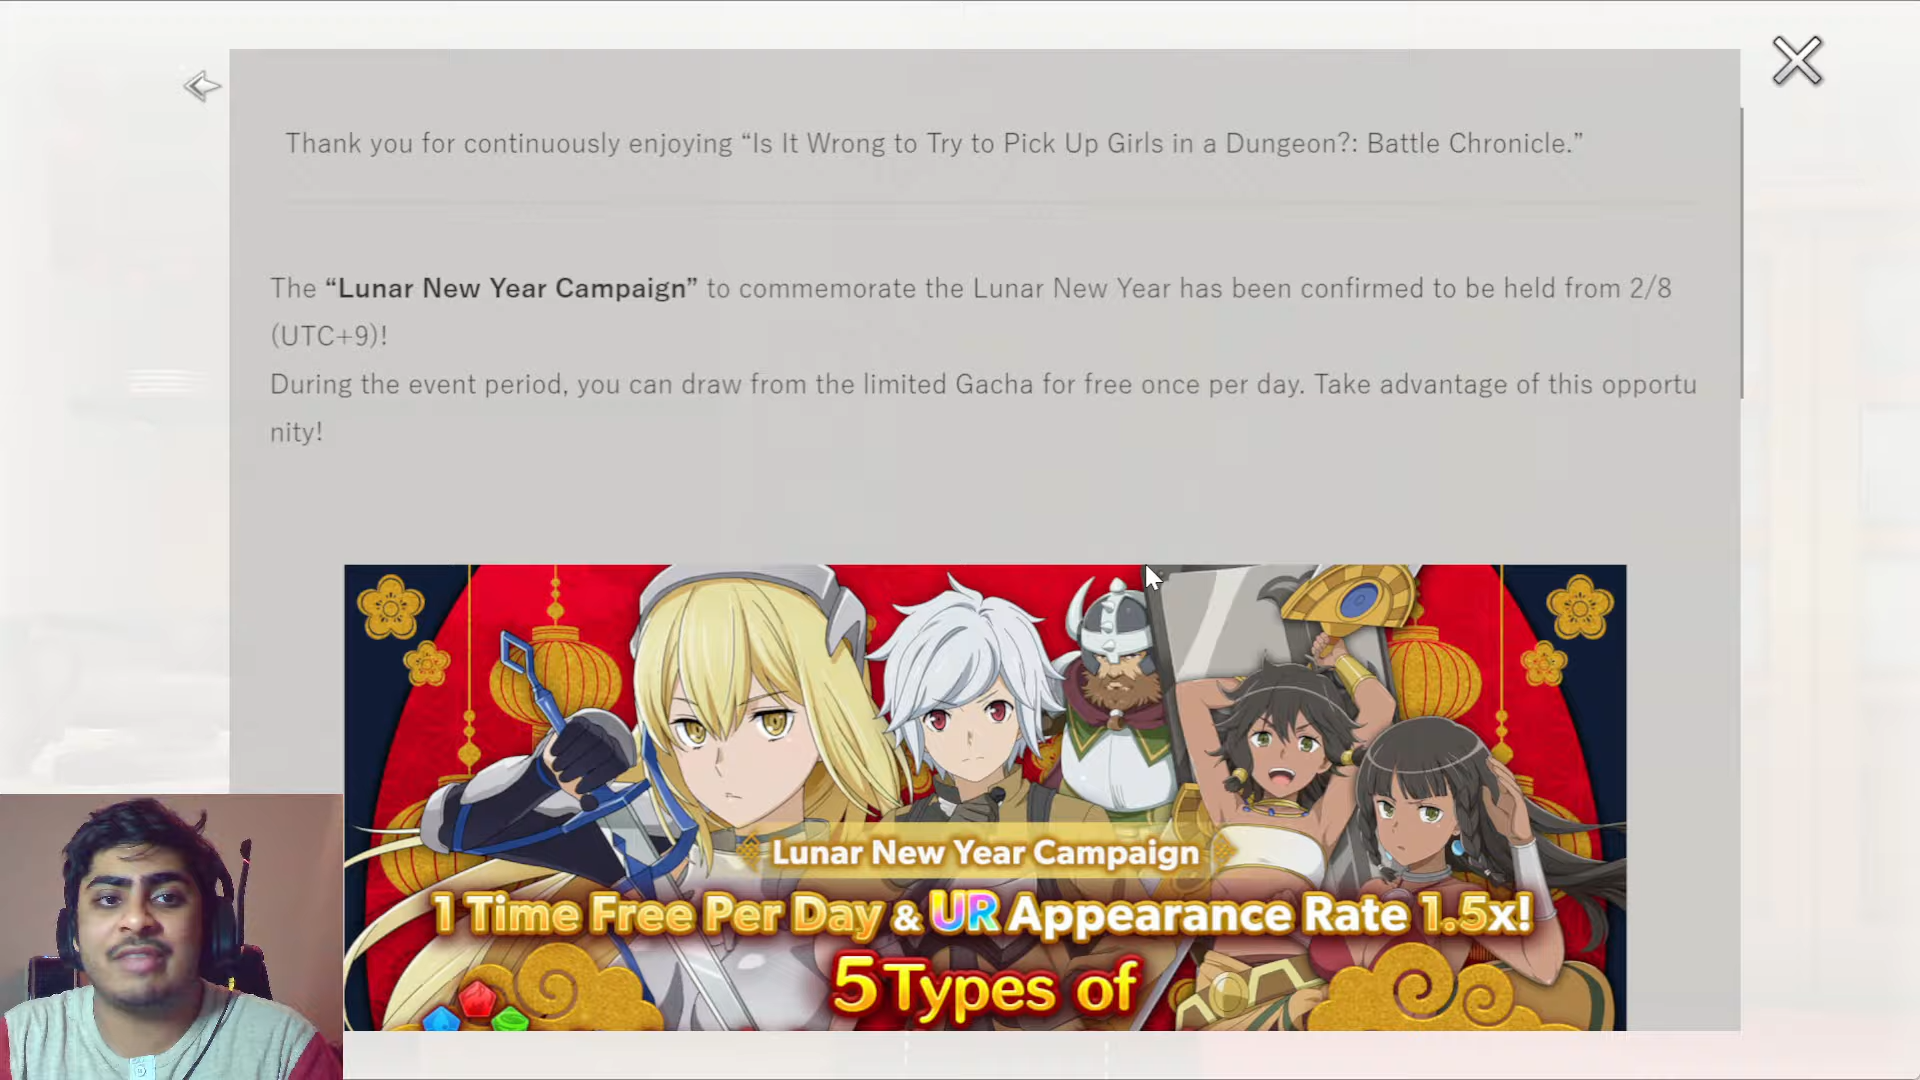 Thank you for continuously enjoying “Is It Wrong to Try to Pick Up Girls in a Dungeon?: Battle Chronicle.”
The “Lunar New Year Campaign” to commemorate the Lunar New Year has been confirmed to be held from 2/8
(UTC+9)!
During the event period, you can draw from the limited Gacha for free once per day. Take advantage of this opportu
nity!
Lunar New Year Campaign
1 Time Free Per Day & UR Appearance Rate 1.5x!
5 Types of